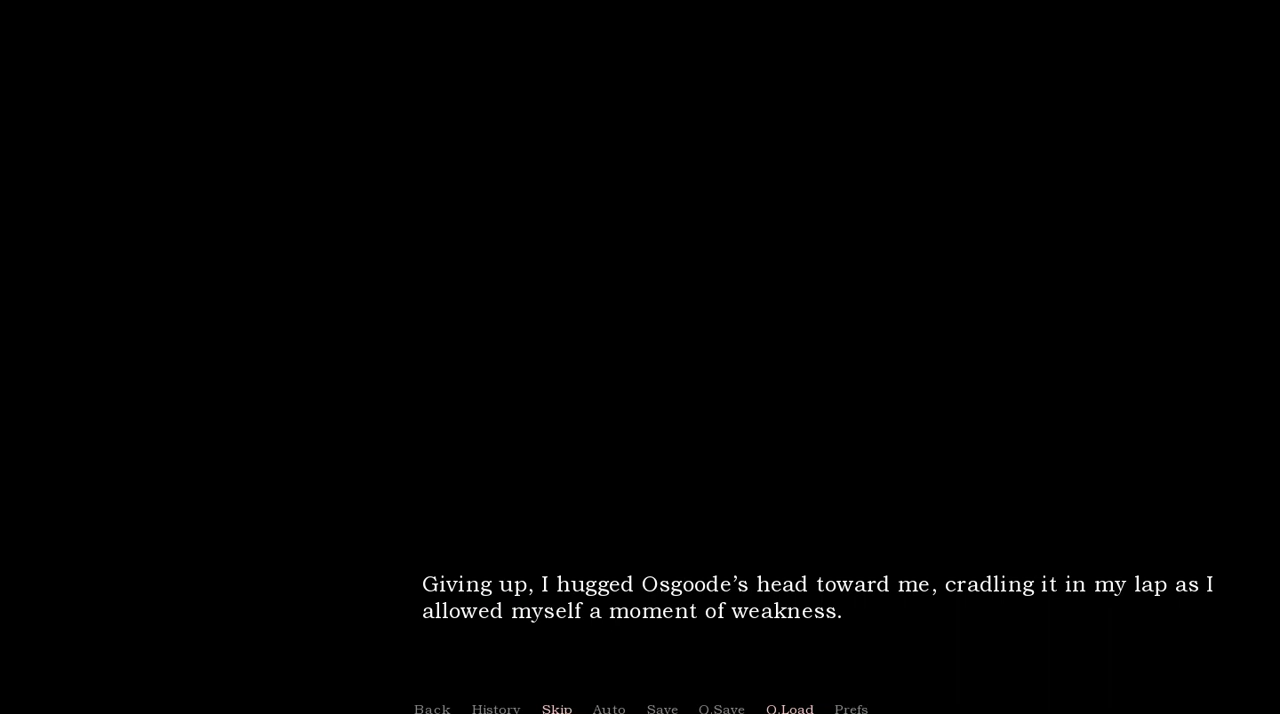 Giving up, I hugged Osgoode’s head toward me, cradling it in my lap as I
allowed myself a moment of weakness.
Back History Skip Auto Save Q.Save Q.Load Prefs